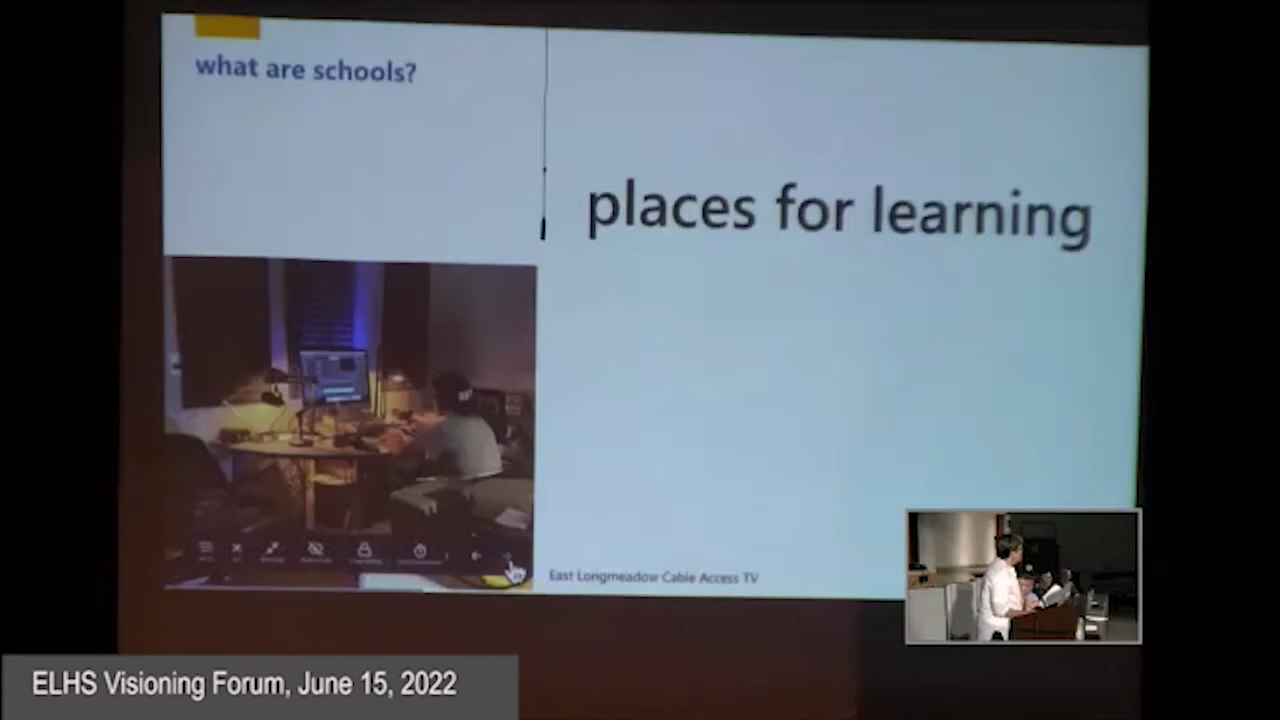 what are schools?
places for learning
East Longmeadow Cable Access TV
ELHS Visioning Forum, June 15, 2022